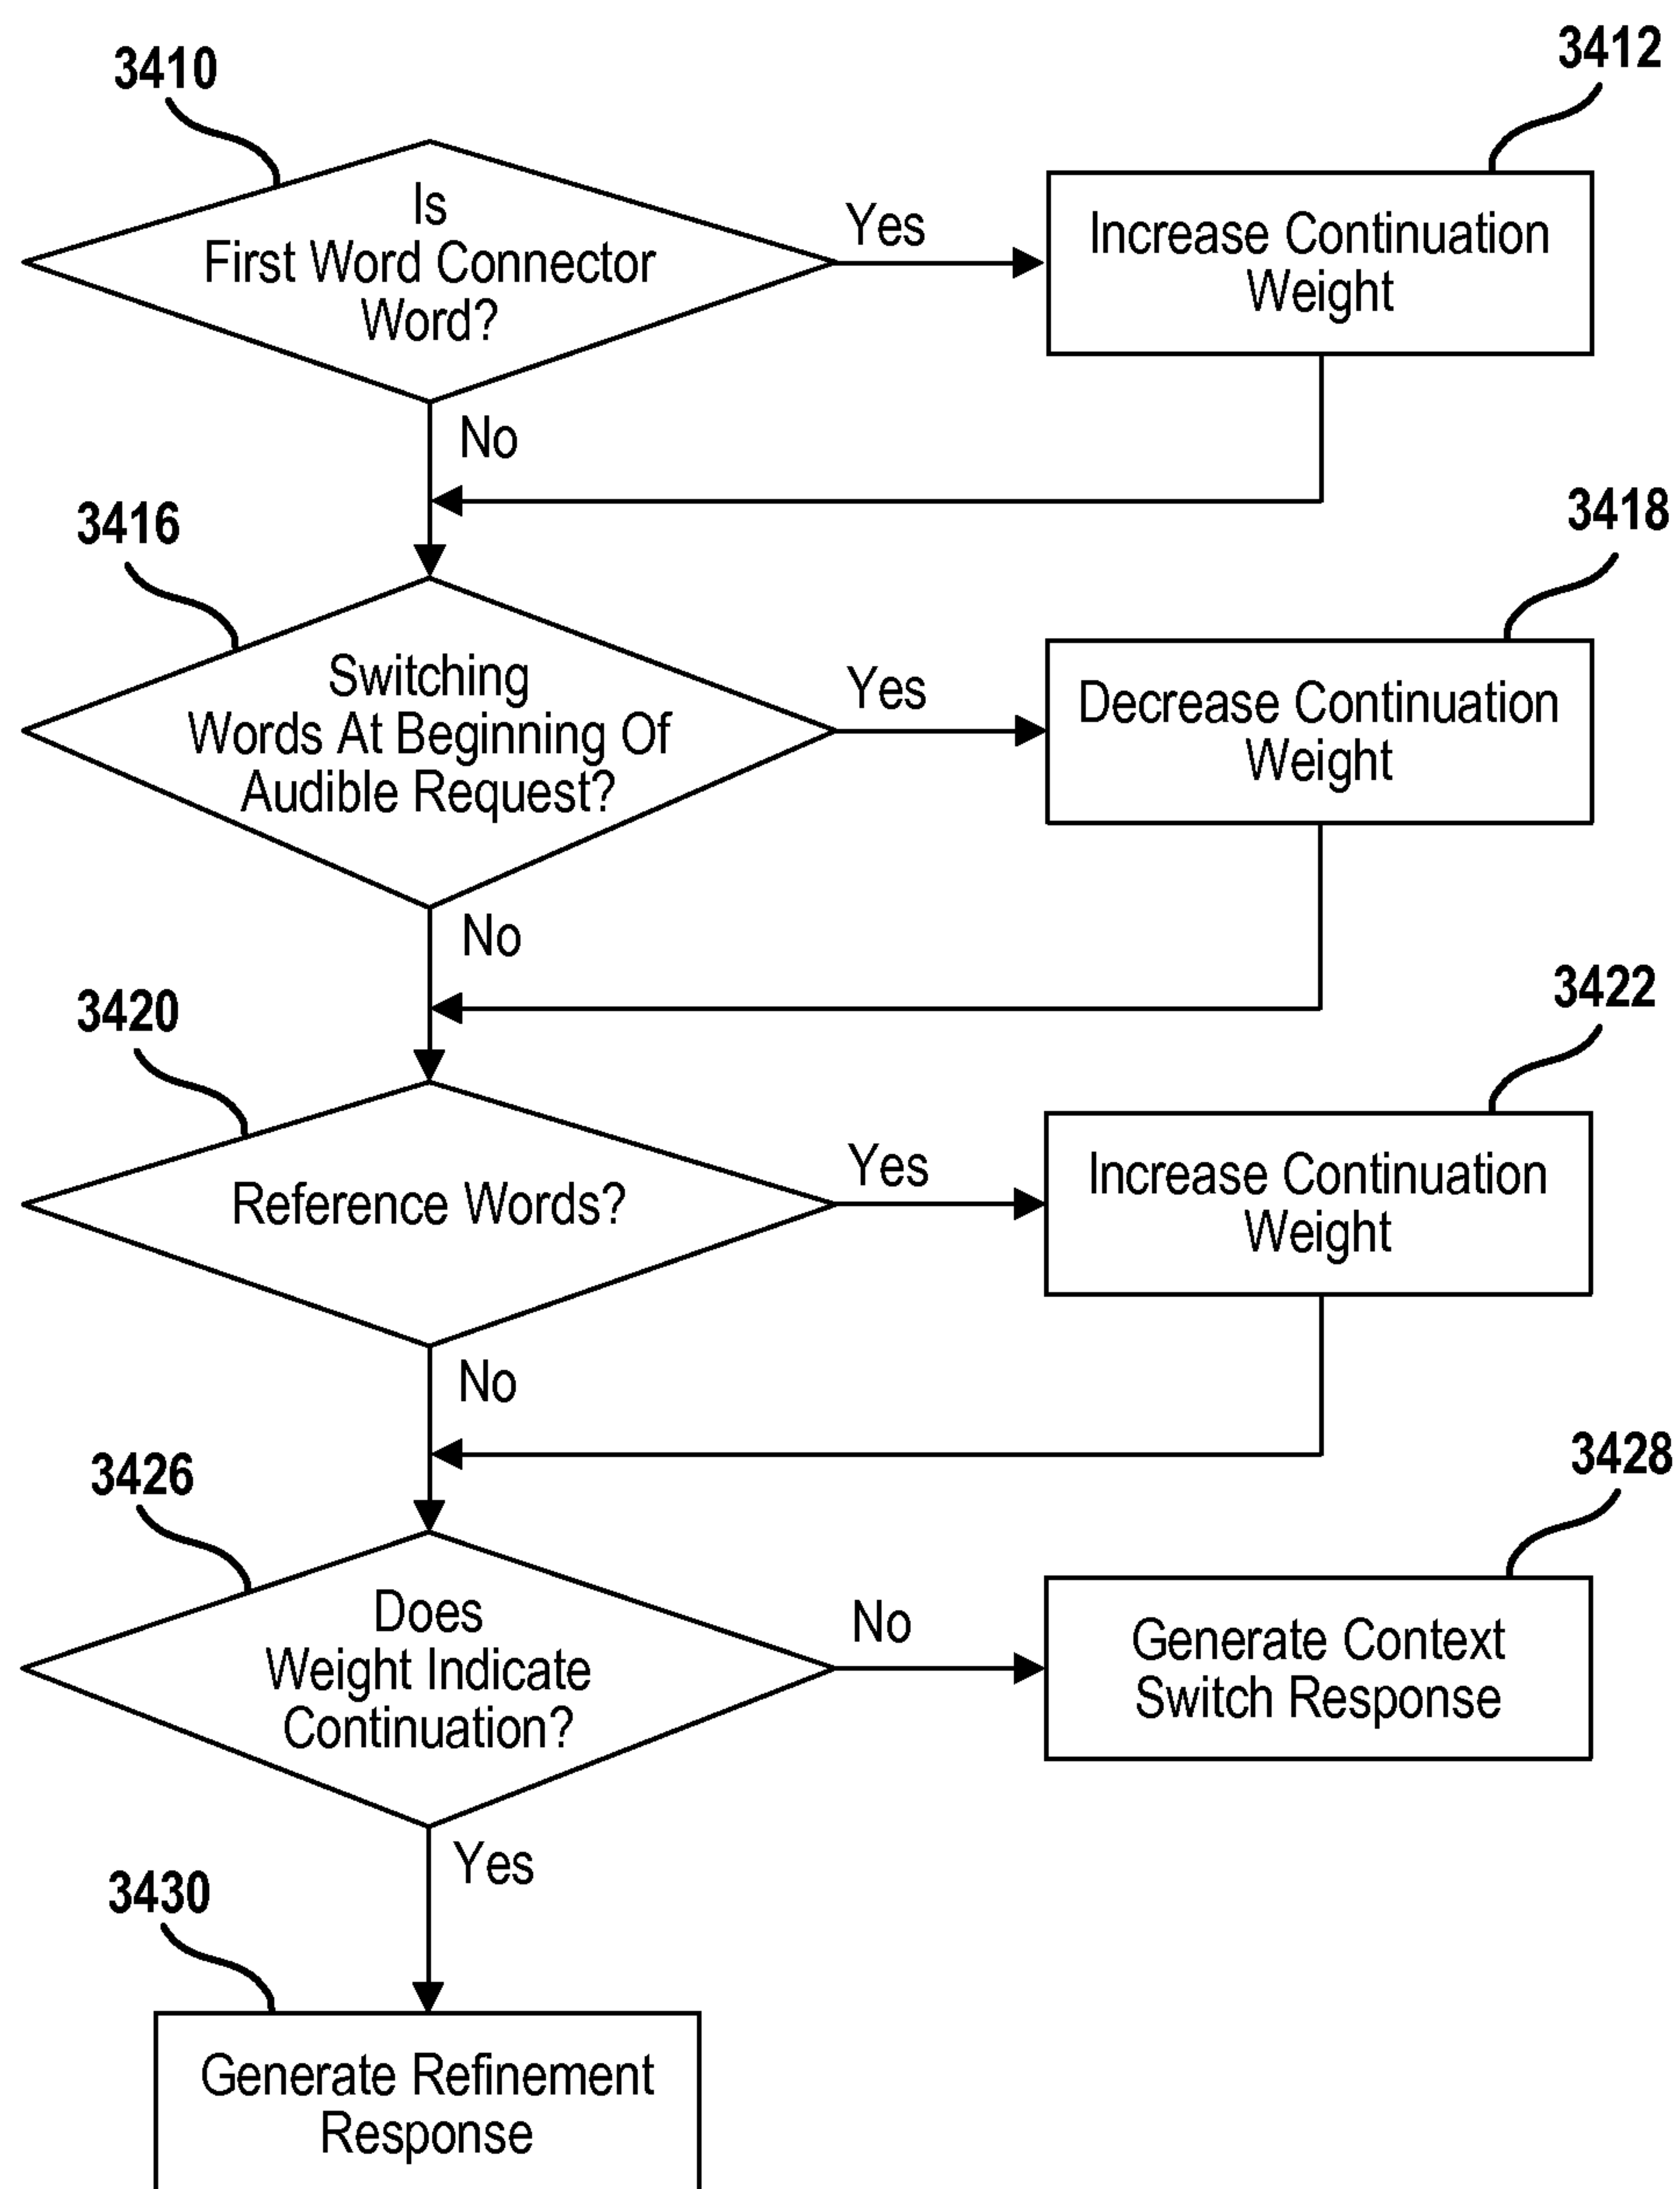 3410
3412
Is
First Word Connector
Word?
Yes
Increase Continuation
Weight
No
3416
3418
Switching
Words At Beginning Of
Audible Request?
Yes
Decrease Continuation
Weight
No
3420
3422
Reference Words?
Yes
Increase Continuation
Weight
No
3426
3428
Does
Weight Indicate
Continuation?
No
Generate Context
Switch Response
Yes
3430
Generate Refinement
Response